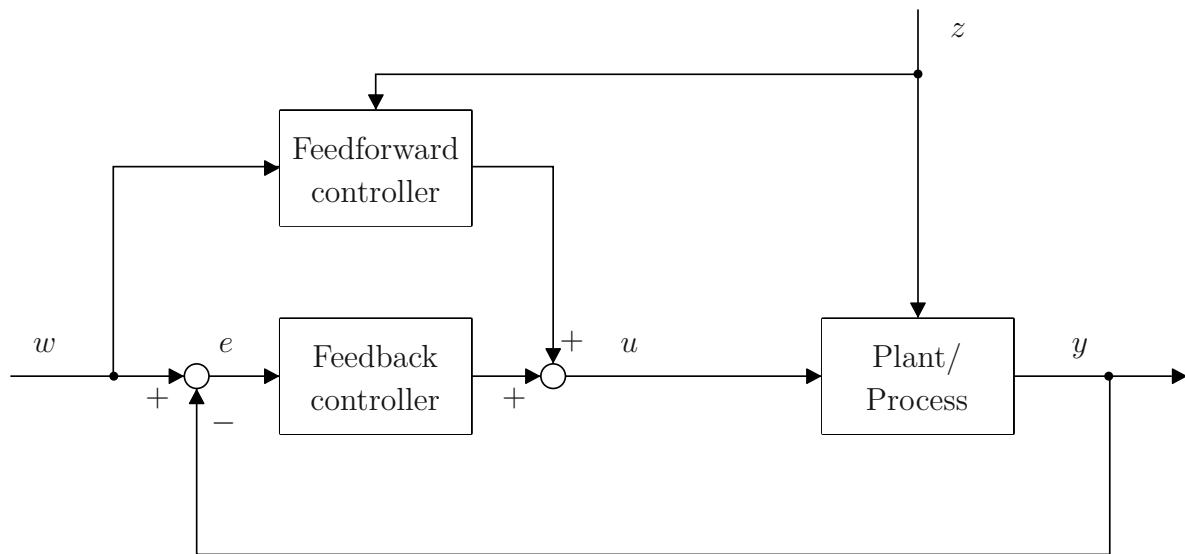 z
Feedforward
controller
w
e
Feedback
controller
+
u
Plant/
Process
y
+
−
+